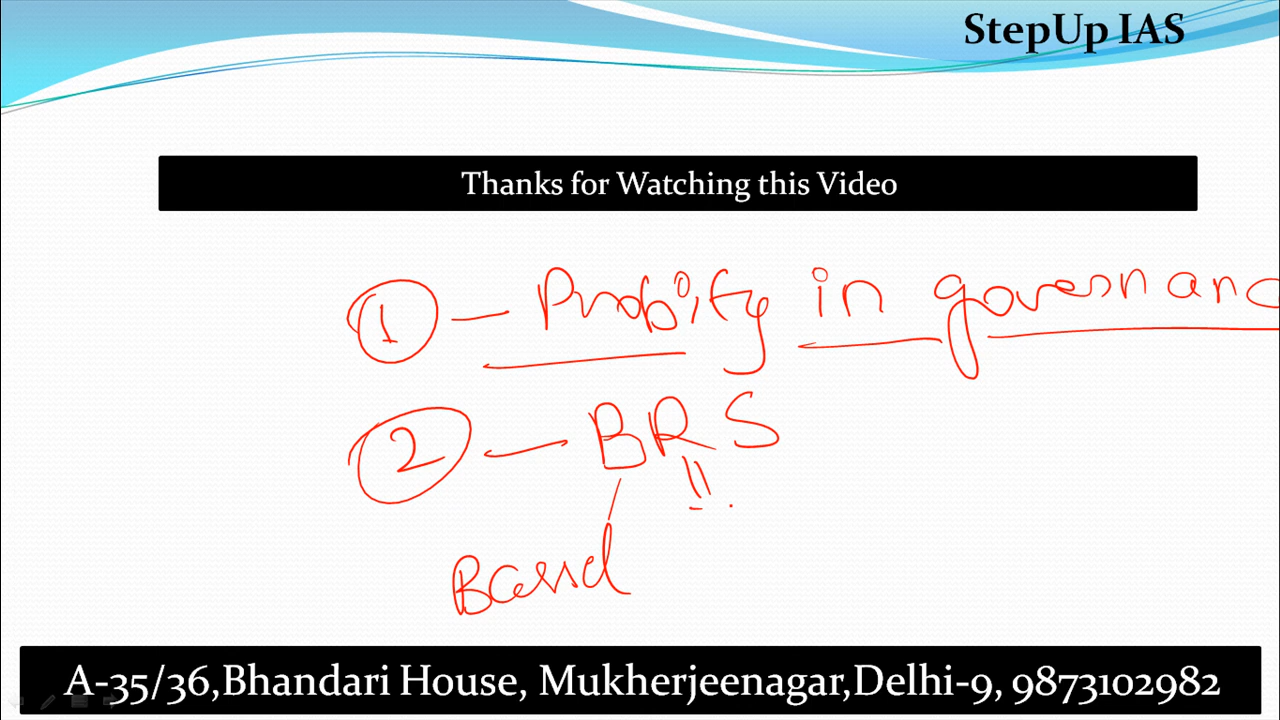 StepUp IAS
Thanks for Watching this Video
1 - Probity in governanc
2 - BRS
A-35/36,Bhandari House, Mukherjeenagar,Delhi-9, 9873102982